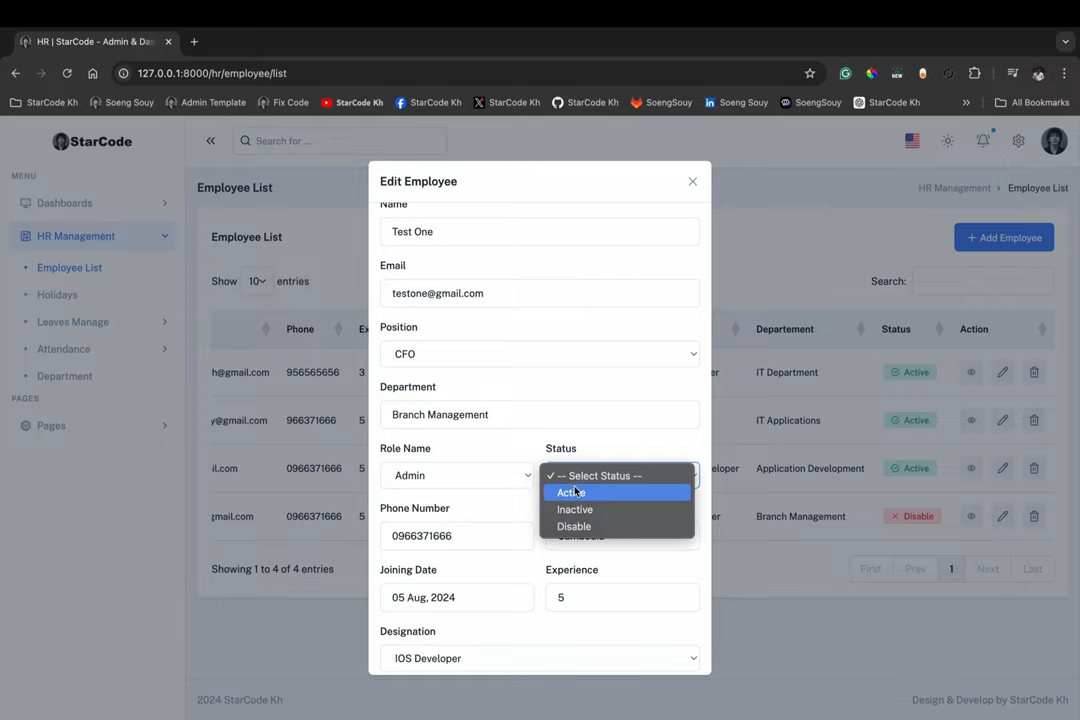 HR | StarCode - Admin & Das
127.0.0.1:8000/hr/employee/list
StarCode Kh
Soeng Souy
Admin Template
Fix Code
StarCode Kh
StarCode Kh
StarCode Kh
StarCode Kh
SoengSouy
Soeng Souy
SoengSouy
StarCode Kh
»
All Bookmarks
StarCode
Search for ...
MENU
Dashboards
HR Management
Employee List
Holidays
Leaves Manage
Attendance
Department
PAGES
Pages
Employee List
HR Management
Employee List
Employee List
+ Add Employee
Show 10 entries
Search:
Phone
Ex
Departement
Status
Action
h@gmail.com 956565656 3 er IT Department Active
y@gmail.com 0966371666 5 IT Applications Active
il.com 0966371666 5 eloper Application Development Active
gmail.com 0966371666 5 er Branch Management Disable
Showing 1 to 4 of 4 entries
First Prev 1 Next Last
Edit Employee
Name
Test One
Email
testone@gmail.com
Position
CFO
Department
Branch Management
Role Name
Admin
Status
-- Select Status --
Active
Inactive
Disable
Phone Number
0966371666
Cambodia
Joining Date
05 Aug, 2024
Experience
5
Designation
IOS Developer
2024 StarCode Kh
Design & Develop by StarCode Kh